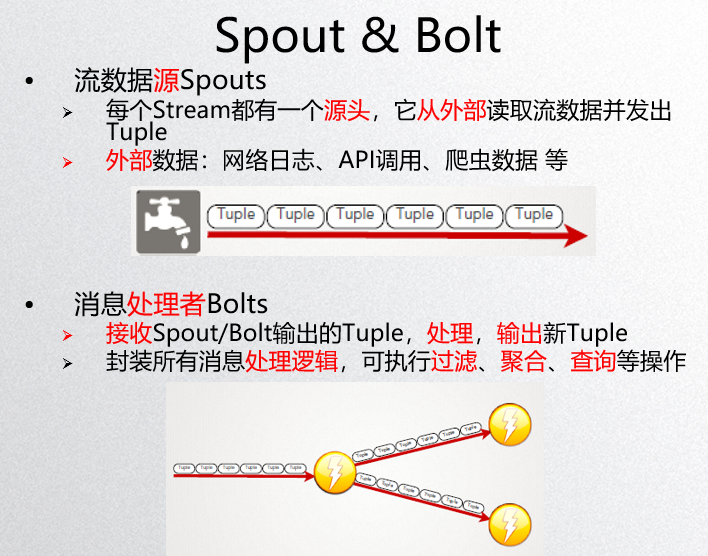 Spout & Bolt
• 流数据源Spouts
➢ 每个Stream都有一个源头，它从外部读取流数据并发出
Tuple
➢ 外部数据：网络日志、API调用、爬虫数据 等
Tuple Tuple Tuple Tuple Tuple Tuple
• 消息处理者Bolts
➢ 接收Spout/Bolt输出的Tuple，处理，输出新Tuple
➢ 封装所有消息处理逻辑，可执行过滤、聚合、查询等操作
Tuple Tuple Tuple Tuple Tuple Tuple
Tuple Tuple Tuple Tuple Tuple Tuple
Tuple Tuple Tuple Tuple Tuple Tuple